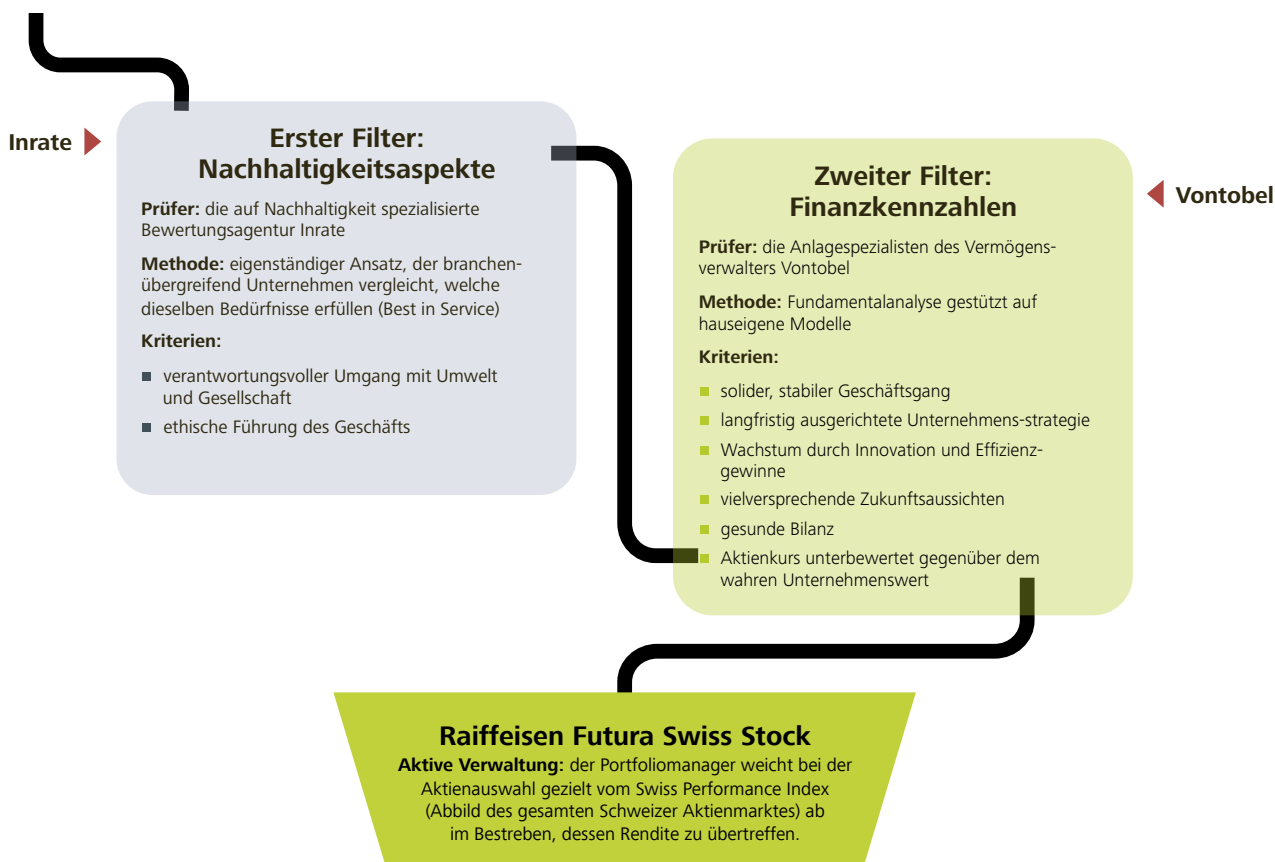 Inrate
Erster Filter:
Nachhaltigkeitsaspekte
Prüfer: die auf Nachhaltigkeit spezialisierte
Bewertungsagentur Inrate
Methode: eigenständiger Ansatz, der branchen-
übergreifend Unternehmen vergleicht, welche
dieselben Bedürfnisse erfüllen (Best in Service)
Kriterien:
verantwortungsvoller Umgang mit Umwelt
und Gesellschaft
ethische Führung des Geschäfts
Zweiter Filter:
Finanzkennzahlen
Vontobel
Prüfer: die Anlagespezialisten des Vermögens-
verwalters Vontobel
Methode: Fundamentalanalyse gestützt auf
hauseigene Modelle
Kriterien:
solider, stabiler Geschäftsgang
langfristig ausgerichtete Unternehmens-strategie
Wachstum durch Innovation und Effizienz-
gewinne
vielversprechende Zukunftsaussichten
gesunde Bilanz
Aktienkurs unterbewertet gegenüber dem
wahren Unternehmenswert
Raiffeisen Futura Swiss Stock
Aktive Verwaltung: der Portfoliomanager weicht bei der
Aktienauswahl gezielt vom Swiss Performance Index
(Abbild des gesamten Schweizer Aktienmarktes) ab
im Bestreben, dessen Rendite zu übertreffen.